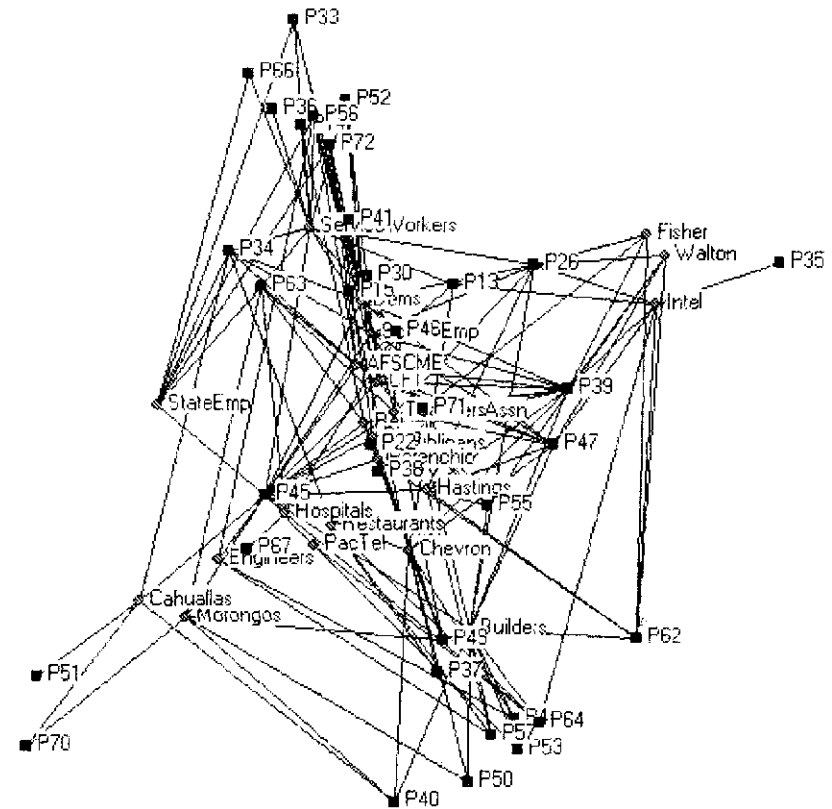 P33
P66
P52
P36
P56
P72
P41
Fisher
P34
Walton
P26
P35
P30
P63
P13
Dems
Intel
P46
AFSCME
P39
P71
StateEmp
P22
P47
P38
Hastings
P45
P55
Hospitals
Restaurants
P67
PacTel
Chevron
Engineers
Cahuallas
Morongos
Builders
P49
P62
P37
P51
P64
P57
P53
P70
P50
P40